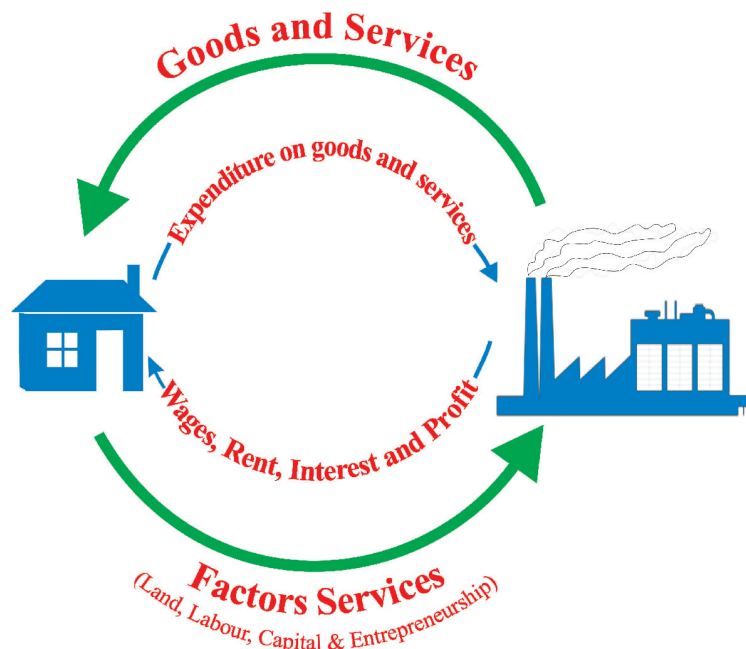 Goods and Services
Expenditure on goods and services
Wages, Rent, Interest and Profit
Factors Services
(Land, Labour, Capital & Entrepreneurship)